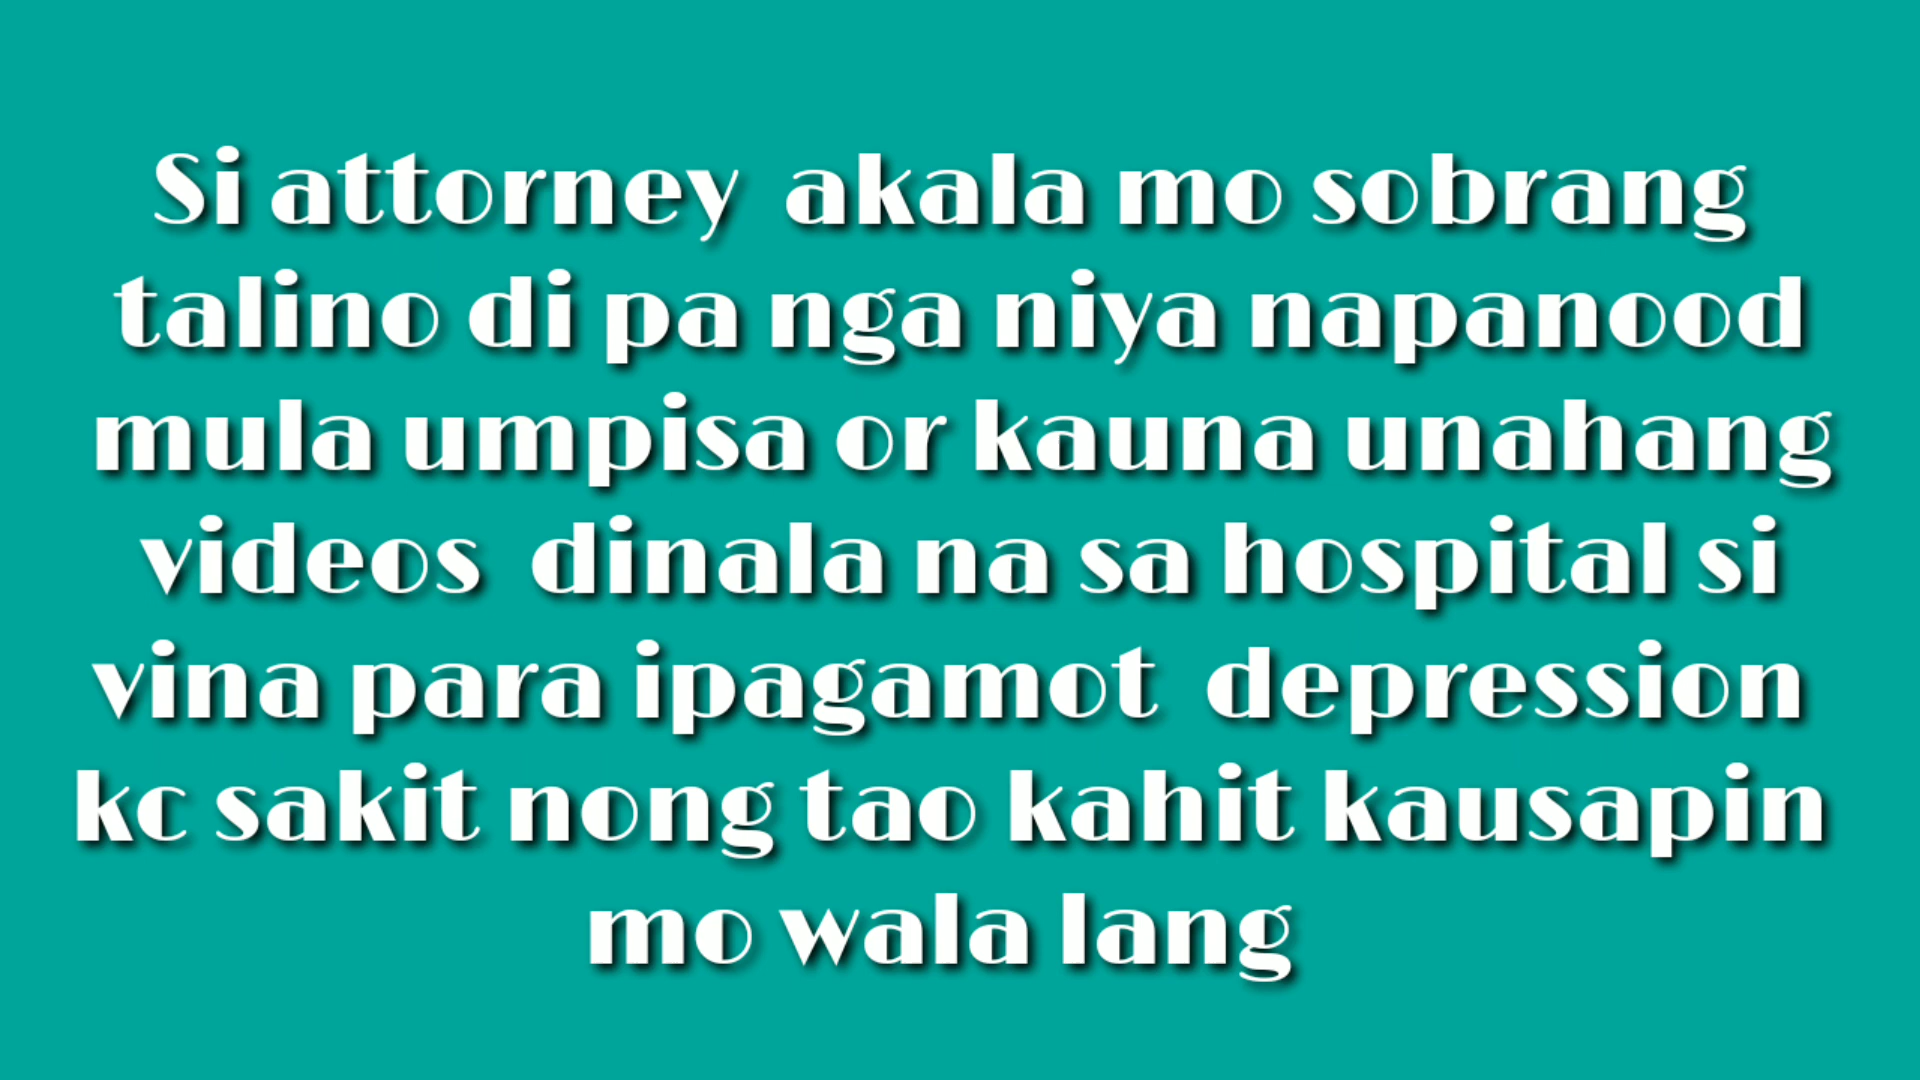 Si attorney akala mo sobrang
talino di pa nga niya napanood
mula umpisa or kauna unahang
videos dinala na sa hospital si
vina para ipagamot depression
kc sakit nong tao kahit kausapin
mo wala lang